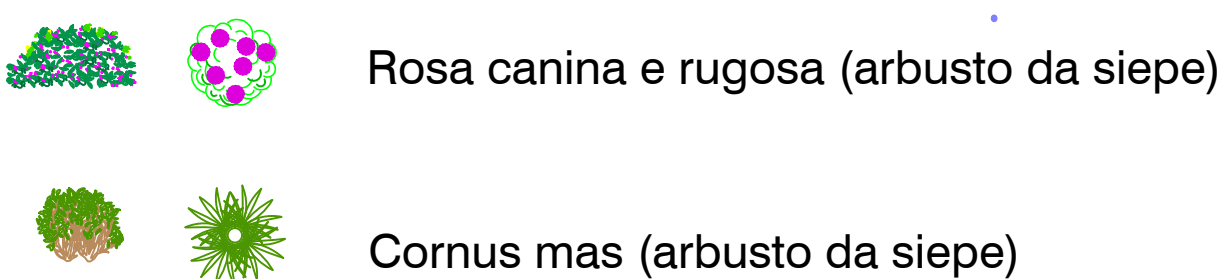 Rosa canina e rugosa (arbusto da siepe)
Cornus mas (arbusto da siepe)